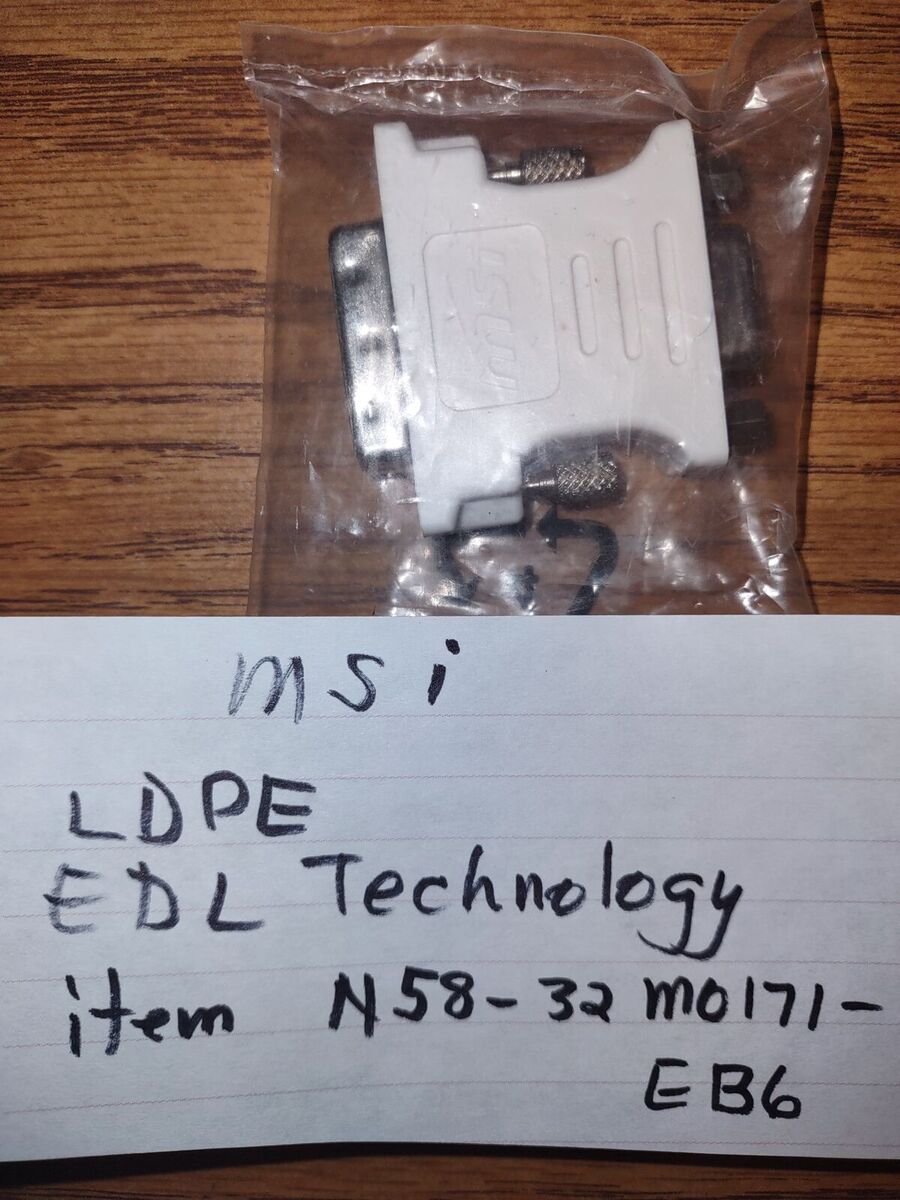 msi
msi
LDPE
EDL Technology
item N58-32 M0171-
EB6